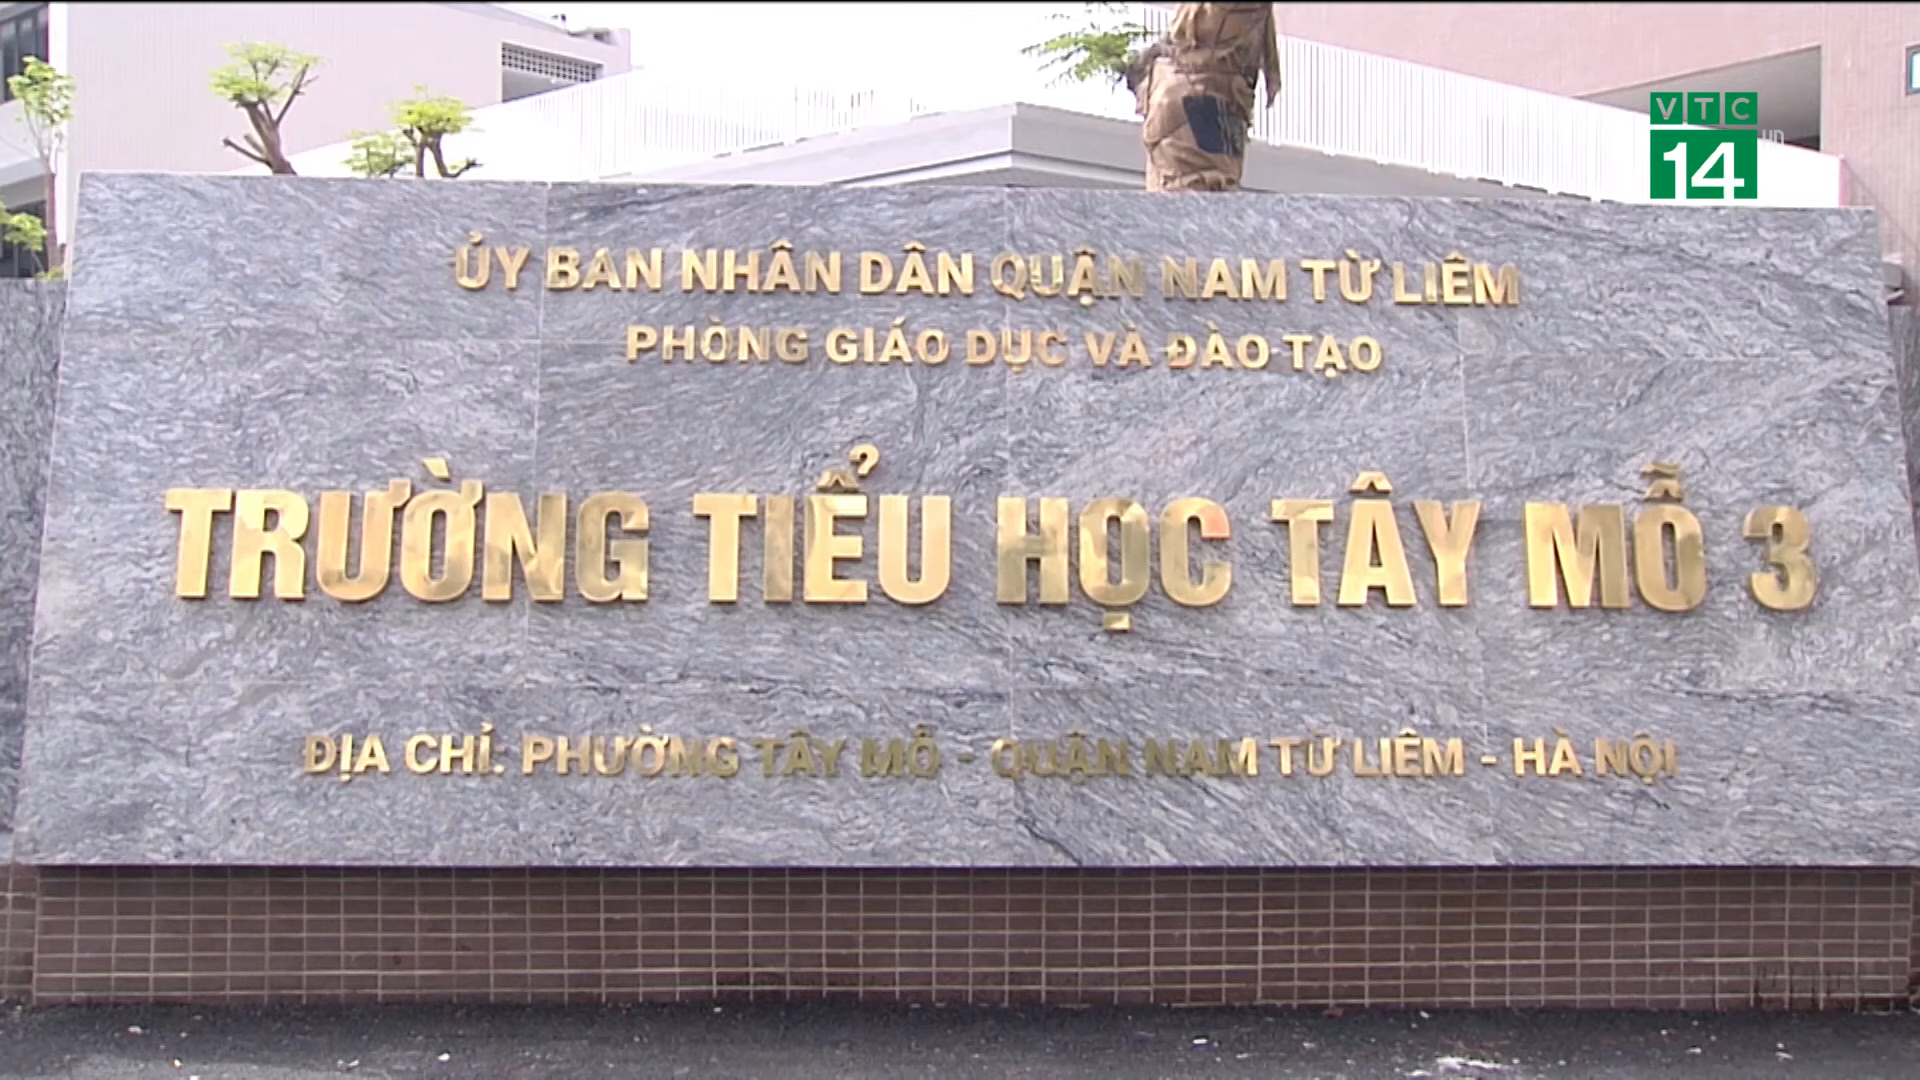 VTC
14
HD
ỦY BAN NHÂN DÂN QUẬN NAM TỪ LIÊM
PHÒNG GIÁO DỤC VÀ ĐÀO TẠO
TRƯỜNG TIỂU HỌC TÂY MỖ 3
ĐỊA CHỈ: PHƯỜNG TÂY MỖ - QUẬN NAM TỪ LIÊM - HÀ NỘI